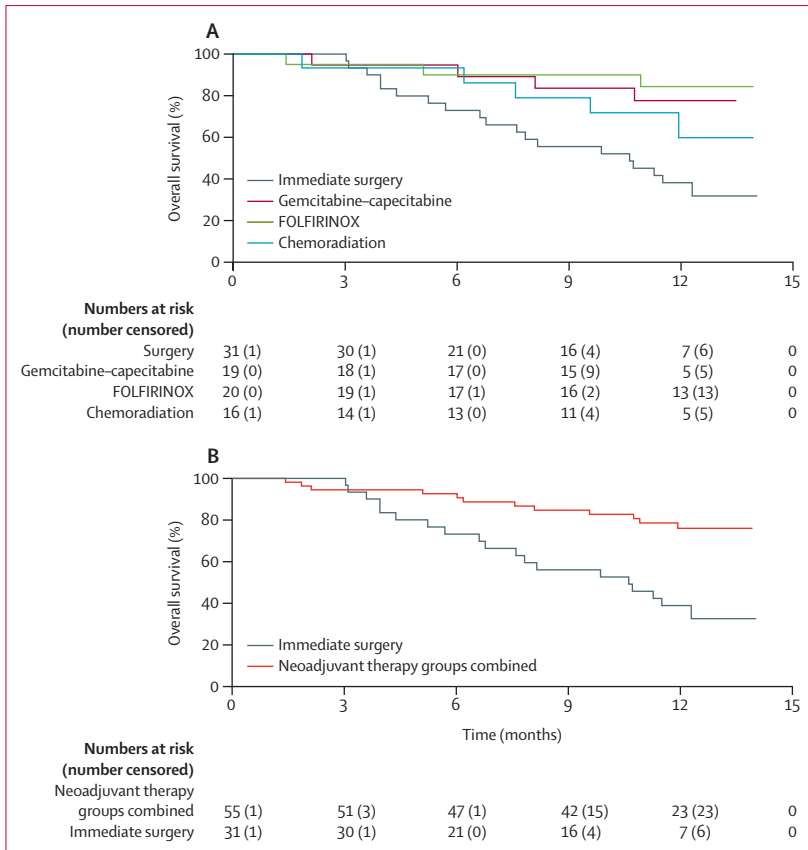 A
Overall survival (%)
100
80
60
40
20
0
Immediate surgery
Gemcitabine–capecitabine
FOLFIRINOX
Chemoradiation
0 3 6 9 12 15
Numbers at risk
(number censored)
Surgery 31 (1) 30 (1) 21 (0) 16 (4) 7 (6) 0
Gemcitabine–capecitabine 19 (0) 18 (1) 17 (0) 15 (9) 5 (5) 0
FOLFIRINOX 20 (0) 19 (1) 17 (1) 16 (2) 13 (13) 0
Chemoradiation 16 (1) 14 (1) 13 (0) 11 (4) 5 (5) 0
B
Overall survival (%)
100
80
60
40
20
0
Immediate surgery
Neoadjuvant therapy groups combined
0 3 6 9 12 15
Time (months)
Numbers at risk
(number censored)
Neoadjuvant therapy
groups combined 55 (1) 51 (3) 47 (1) 42 (15) 23 (23) 0
Immediate surgery 31 (1) 30 (1) 21 (0) 16 (4) 7 (6) 0